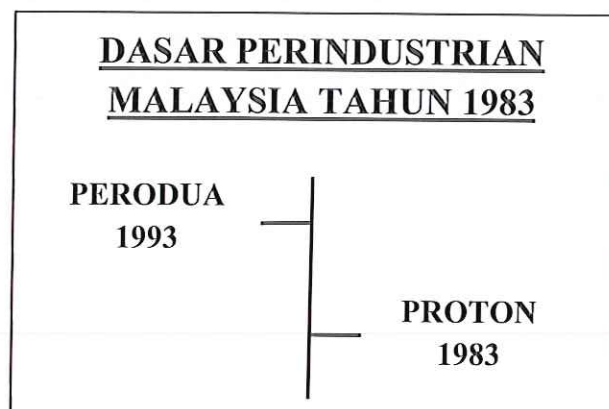 DASAR PERINDUSTRIAN
MALAYSIA TAHUN 1983
PERODUA
1993
PROTON
1983